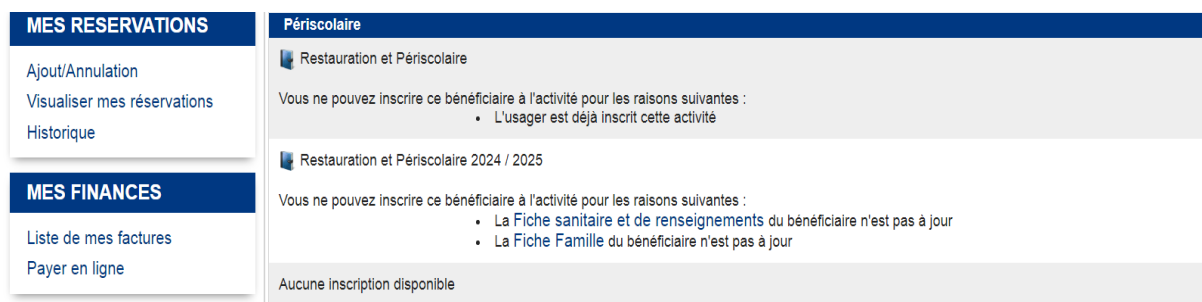 MES RESERVATIONS
Ajout/Annulation
Visualiser mes réservations
Historique
MES FINANCES
Liste de mes factures
Payer en ligne
Périscolaire
Restauration et Périscolaire
Vous ne pouvez inscrire ce bénéficiaire à l'activité pour les raisons suivantes :
• L'usager est déjà inscrit cette activité
Restauration et Périscolaire 2024 / 2025
Vous ne pouvez inscrire ce bénéficiaire à l'activité pour les raisons suivantes :
• La Fiche sanitaire et de renseignements du bénéficiaire n'est pas à jour
• La Fiche Famille du bénéficiaire n'est pas à jour
Aucune inscription disponible